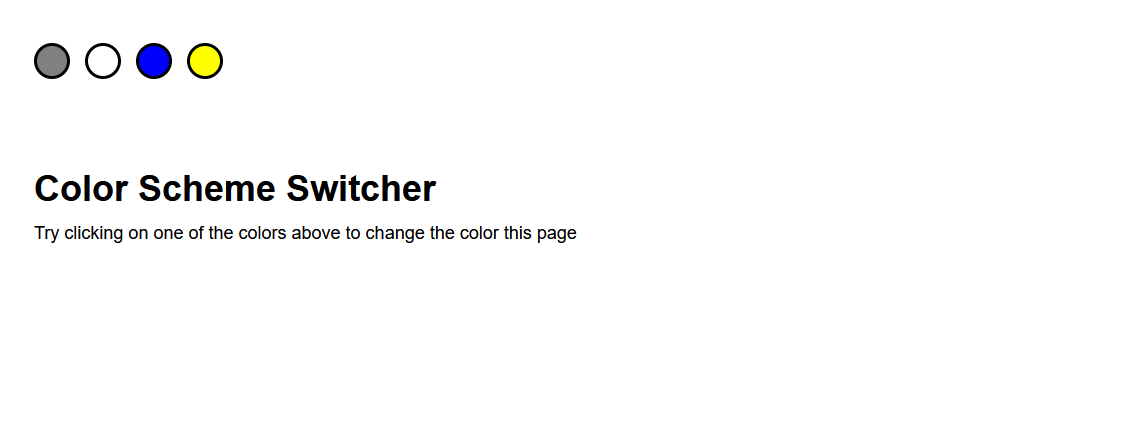 Color Scheme Switcher
Try clicking on one of the colors above to change the color this page